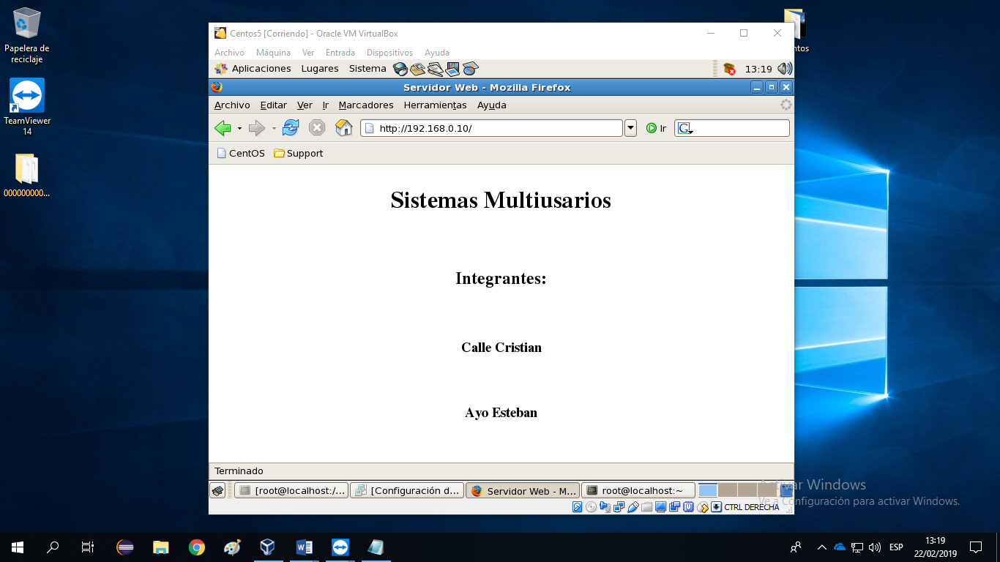 Papelera de
reciclaje
TeamViewer
14
000000000...
ntos
Centos5 [Corriendo] - Oracle VM VirtualBox
Archivo Máquina Ver Entrada Dispositivos Ayuda
Aplicaciones Lugares Sistema 13:19
Servidor Web - Mozilla Firefox
Archivo Editar Ver Ir Marcadores Herramientas Ayuda
http://192.168.0.10/ Ir G
CentOS Support
Sistemas Multiusarios
Integrantes:
Calle Cristian
Ayo Esteban
Terminado
[root@localhost:/... [Configuración d... Servidor Web - M... root@localhost:~
CTRL DERECHA
Activar Windows
Ve a Configuración para activar Windows.
ESP 13:19
22/02/2019